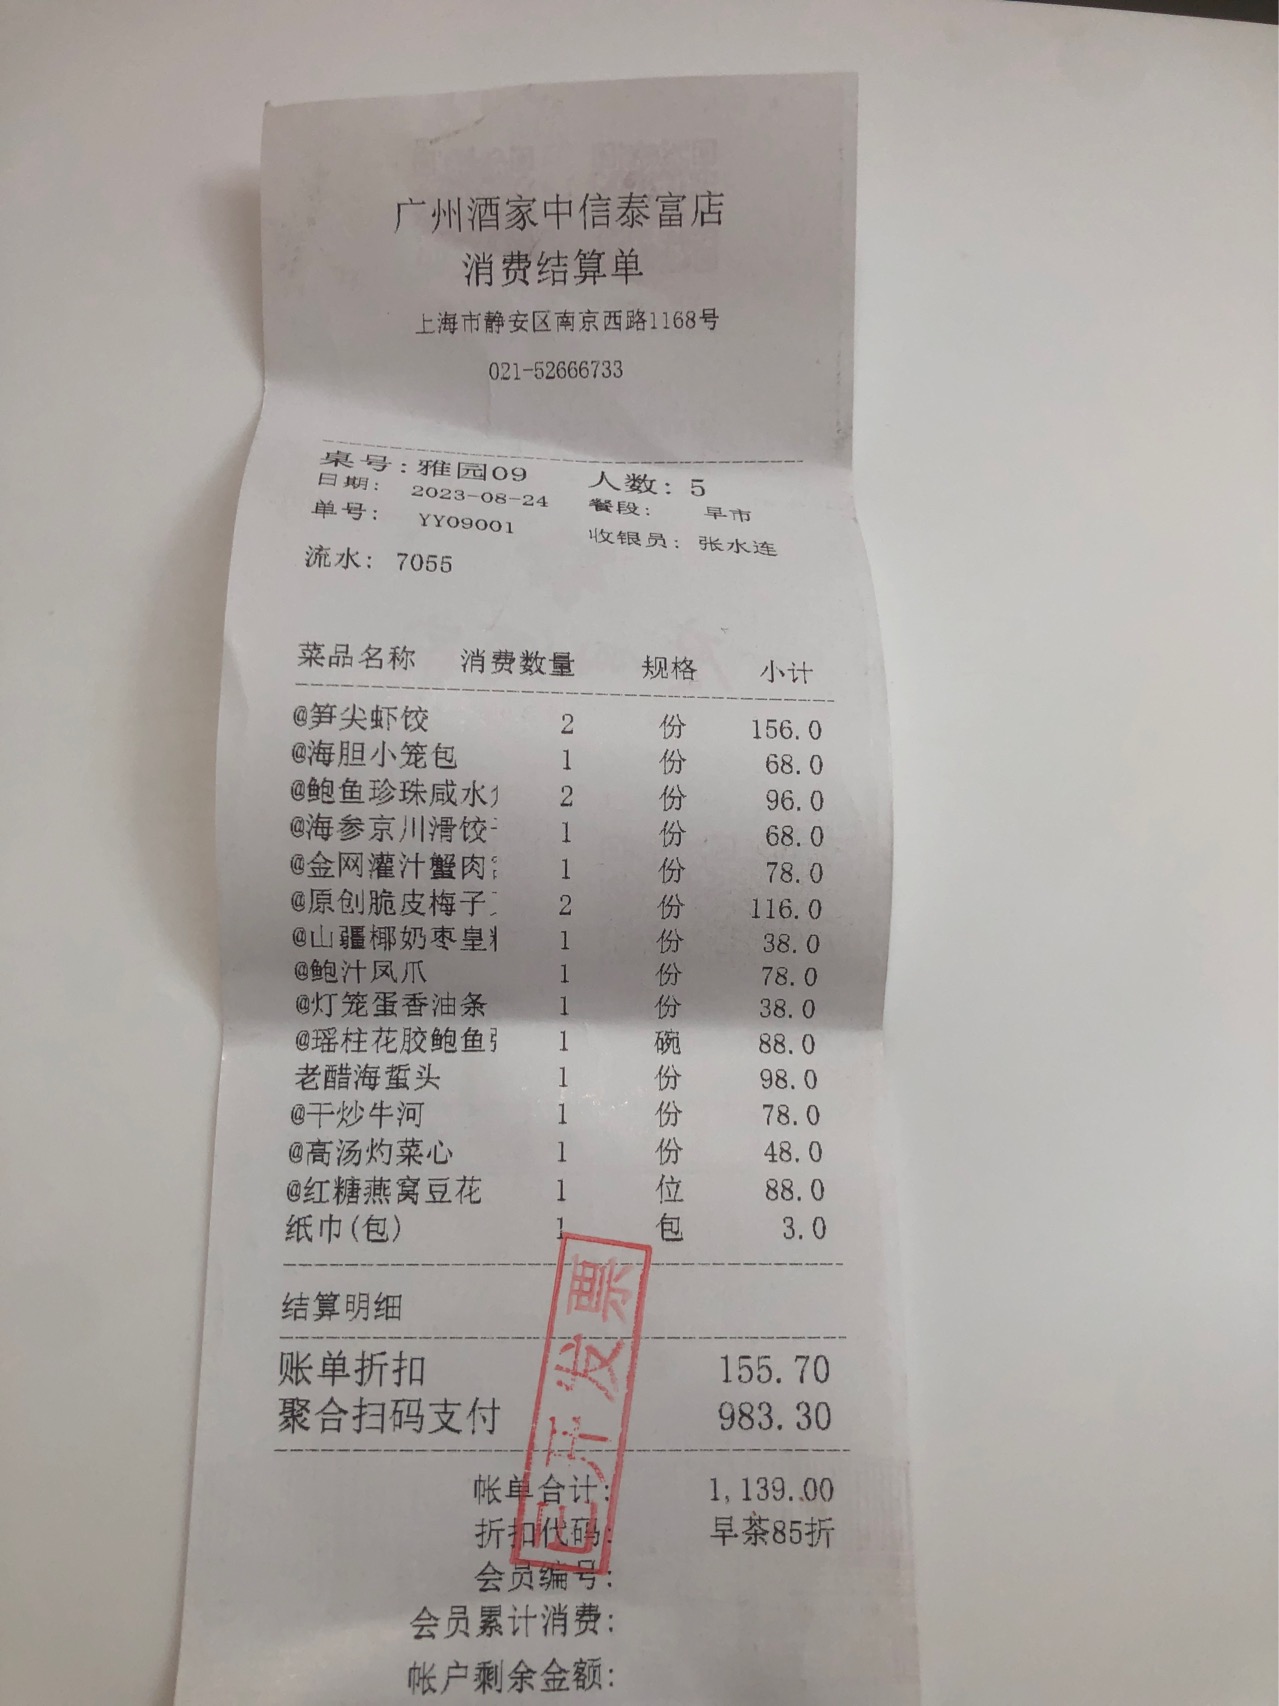 广州酒家中信泰富店
消费结算单
上海市静安区南京西路1168号
021-52666733
桌号:雅园09 人数: 5
日期: 2023-08-24 餐段: 早市
单号: YY09001 收银员: 张水连
流水: 7055
菜品名称 消费数量 规格 小计
@笋尖虾饺 2 份 156.0
@海胆小笼包 1 份 68.0
@鲍鱼珍珠咸水 2 份 96.0
@海参京川滑饺 1 份 68.0
@金网灌汁蟹肉 1 份 78.0
@原创脆皮梅子 2 份 116.0
@山疆椰奶枣皇 1 份 38.0
@鲍汁凤爪 1 份 78.0
@灯笼蛋香油条 1 份 38.0
@瑶柱花胶鲍鱼 1 碗 88.0
老醋海蜇头 1 份 98.0
@干炒牛河 1 份 78.0
@高汤灼菜心 1 份 48.0
@红糖燕窝豆花 1 位 88.0
纸巾(包) 1 包 3.0
结算明细
账单折扣 155.70
聚合扫码支付 983.30
帐单合计: 1,139.00
折扣代码: 早茶85折
会员编号:
会员累计消费:
帐户剩余金额:
已开发票